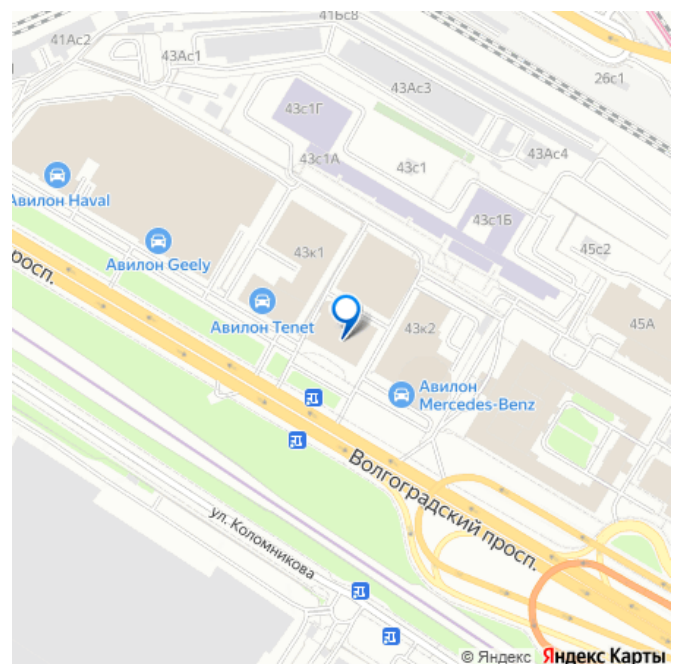 41Бс8
41Ас2
43Ас1
26с1
43Ас3
43с1Г
43Ас4
43с1А
43с1
Авилон Haval
43с1Б
45с2
43к1
Авилон Geely
просп.
45А
Авилон Tenet
43к2
Авилон
Mercedes-Benz
Волгоградский просп.
ул. Коломникова
© Яндекс Яндекс Карты